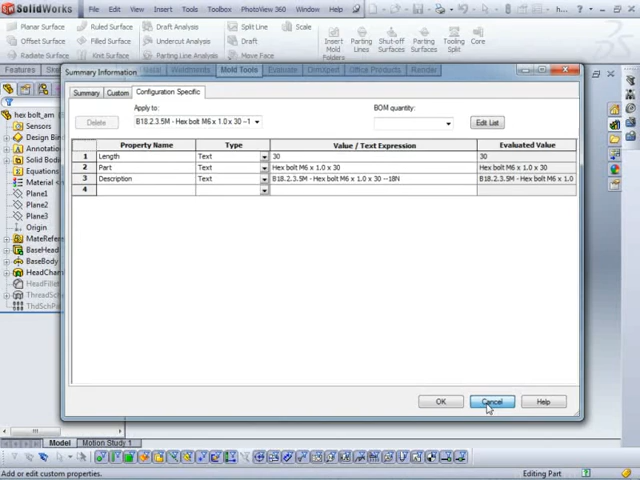 SolidWorks File Edit View Insert Tools Toolbox Window PhotoView 360 Window Help
Planar Surface Ruled Surface Draft Analysis Split Line Scale
Offset Surface Filled Surface Undercut Analysis Draft
Radiate Surface Knit Surface Parting Line Analysis
Insert Mold Folders
Parting Lines
Shut-off Surfaces
Parting Surfaces
Tooling Split
Core
Features Weldments Mold Tools Evaluate DimXpert Office Products Render
Summary Information
Summary Custom Configuration Specific
Apply to:
BOM quantity:
Delete B18.2.3.5M - Hex bolt M6 x 1.0 x 30 --1 Edit List
Property Name Type Value / Text Expression Evaluated Value
1 Length Text 30 30
2 Part Text Hex bolt M6 x 1.0 x 30 Hex bolt M6 x 1.0 x 30
3 Description Text B18.2.3.5M - Hex bolt M6 x 1.0 x 30 --18N B18.2.3.5M - Hex bolt M6 x 1.0
4
OK Cancel Help
hex bolt_am
Sensors
Design Bin
Annotation
Solid Bodi
Equations
Material <
Plane1
Plane2
Plane3
Origin
MateRefere
BaseHead
BaseBody
HeadCham
HeadFillet
ThreadSch
ThdSchPa
Model Motion Study 1
Add or edit custom properties. Editing Part